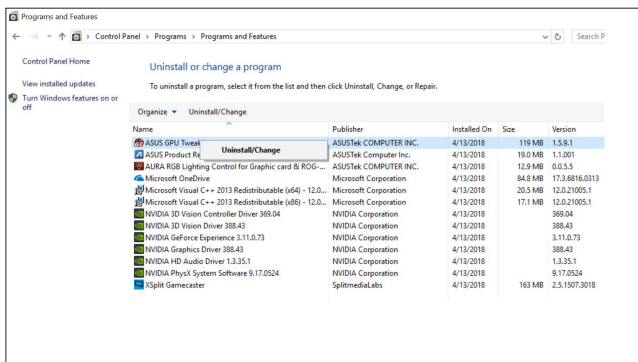 Programs and Features
Control Panel > Programs > Programs and Features
Search P
Control Panel Home
View installed updates
Turn Windows features on or
off
Uninstall or change a program
To uninstall a program, select it from the list and then click Uninstall, Change, or Repair.
Organize Uninstall/Change
Name Publisher Installed On Size Version
ASUS GPU Tweak ASUSTek COMPUTER INC. 4/13/2018 119 MB 1.5.9.1
Uninstall/Change
ASUS Product Re ASUSTek Computer Inc. 4/13/2018 19.0 MB 1.1.001
AURA RGB Lighting Control for Graphic card & ROG-... ASUSTek COMPUTER INC. 4/13/2018 12.9 MB 0.0.5.5
Microsoft OneDrive Microsoft Corporation 4/13/2018 84.8 MB 17.3.6816.0313
Microsoft Visual C++ 2013 Redistributable (x64) - 12.0... Microsoft Corporation 4/13/2018 20.5 MB 12.0.21005.1
Microsoft Visual C++ 2013 Redistributable (x86) - 12.0... Microsoft Corporation 4/13/2018 17.1 MB 12.0.21005.1
NVIDIA 3D Vision Controller Driver 369.04 NVIDIA Corporation 4/13/2018 369.04
NVIDIA 3D Vision Driver 388.43 NVIDIA Corporation 4/13/2018 388.43
NVIDIA GeForce Experience 3.11.0.73 NVIDIA Corporation 4/13/2018 3.11.0.73
NVIDIA Graphics Driver 388.43 NVIDIA Corporation 4/13/2018 388.43
NVIDIA HD Audio Driver 1.3.35.1 NVIDIA Corporation 4/13/2018 1.3.35.1
NVIDIA PhysX System Software 9.17.0524 NVIDIA Corporation 4/13/2018 9.17.0524
XSplit Gamecaster SplitmediaLabs 4/13/2018 163 MB 2.5.1507.3018